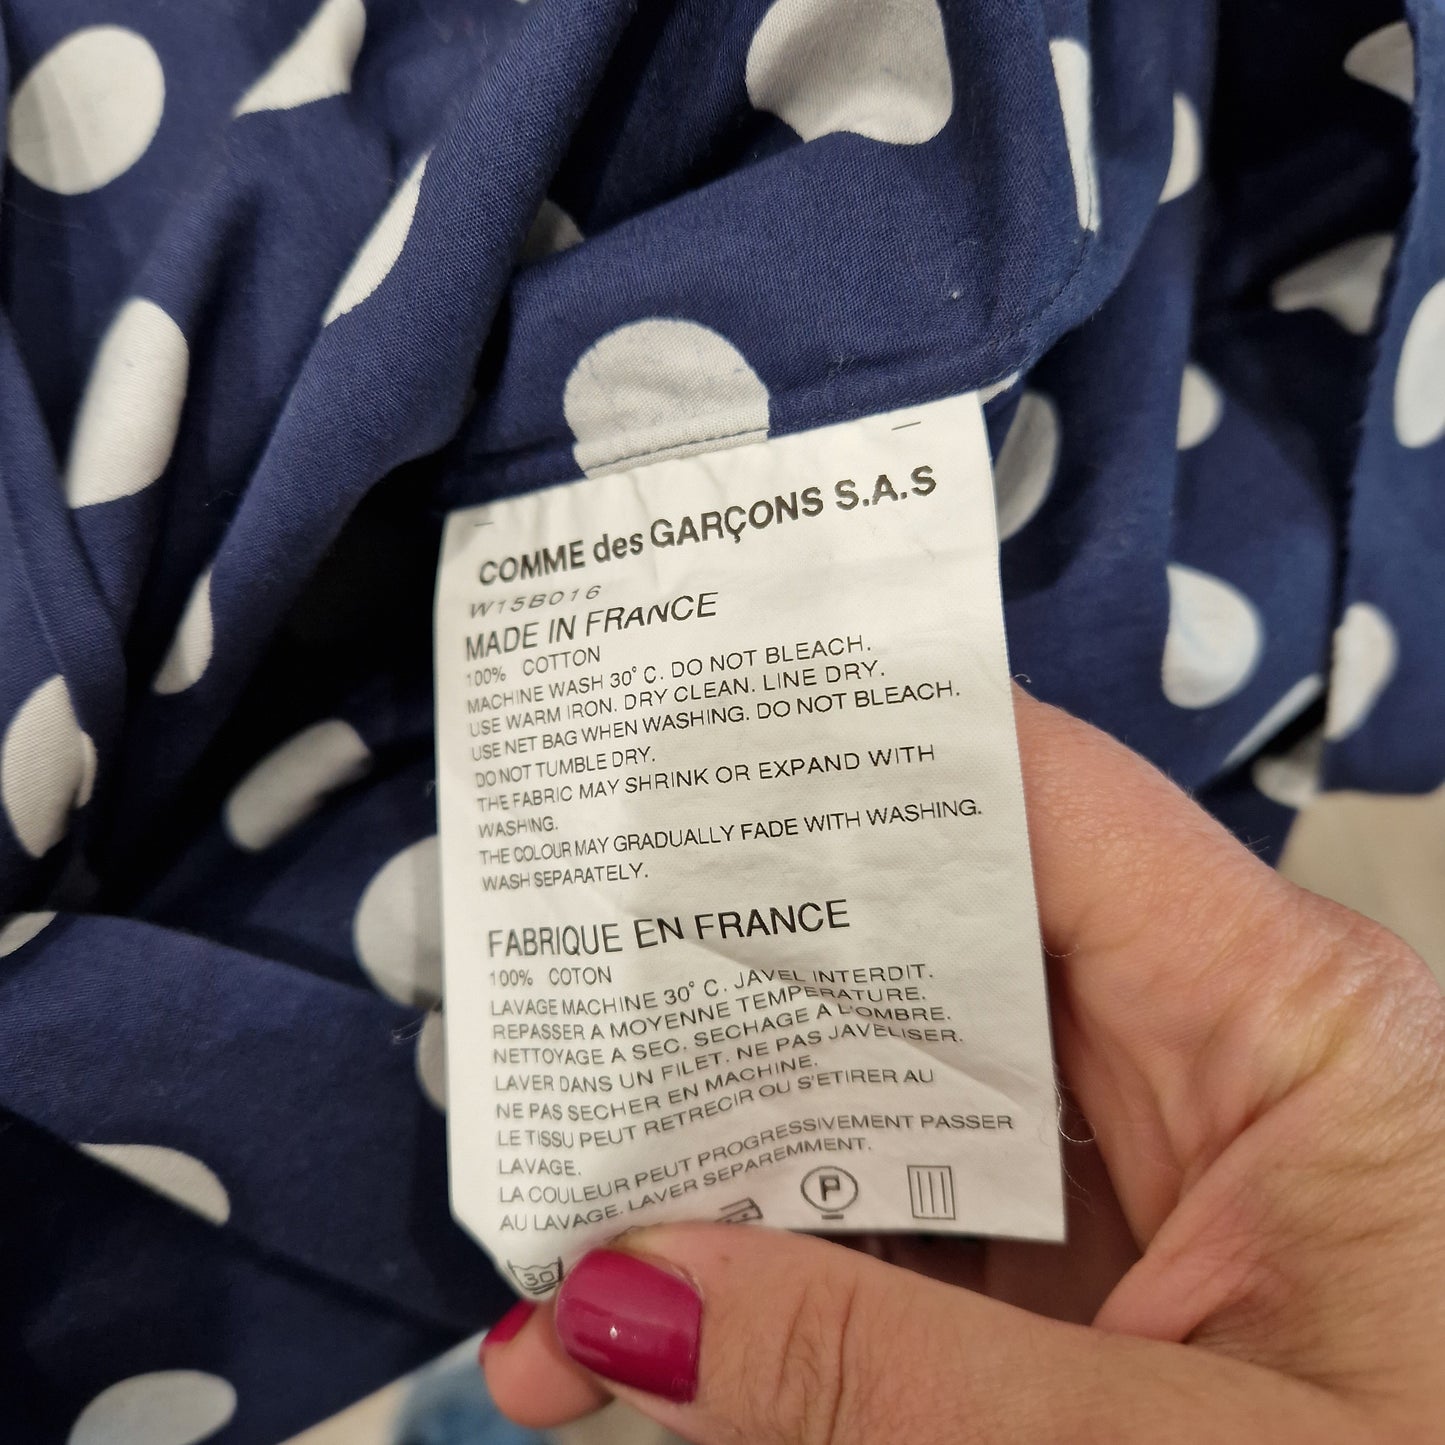 COMME des GARÇONS S.A.S
W15B016
MADE IN FRANCE
100% COTTON
MACHINE WASH 30° C. DO NOT BLEACH.
USE WARM IRON. DRY CLEAN. LINE DRY.
USE NET BAG WHEN WASHING. DO NOT BLEACH.
DO NOT TUMBLE DRY.
THE FABRIC MAY SHRINK OR EXPAND WITH
WASHING.
THE COLOUR MAY GRADUALLY FADE WITH WASHING.
WASH SEPARATELY.
FABRIQUE EN FRANCE
100% COTON
LAVAGE MACHINE 30° C. JAVEL INTERDIT.
REPASSER A MOYENNE TEMPERATURE.
NETTOYAGE A SEC. SECHAGE A L'OMBRE.
LAVER DANS UN FILET. NE PAS JAVELISER.
NE PAS SECHER EN MACHINE.
LE TISSU PEUT RETRECIR OU S'ETIRER AU
LAVAGE.
LA COULEUR PEUT PROGRESSIVEMENT PASSER
AU LAVAGE. LAVER SEPAREMMENT.
30 P